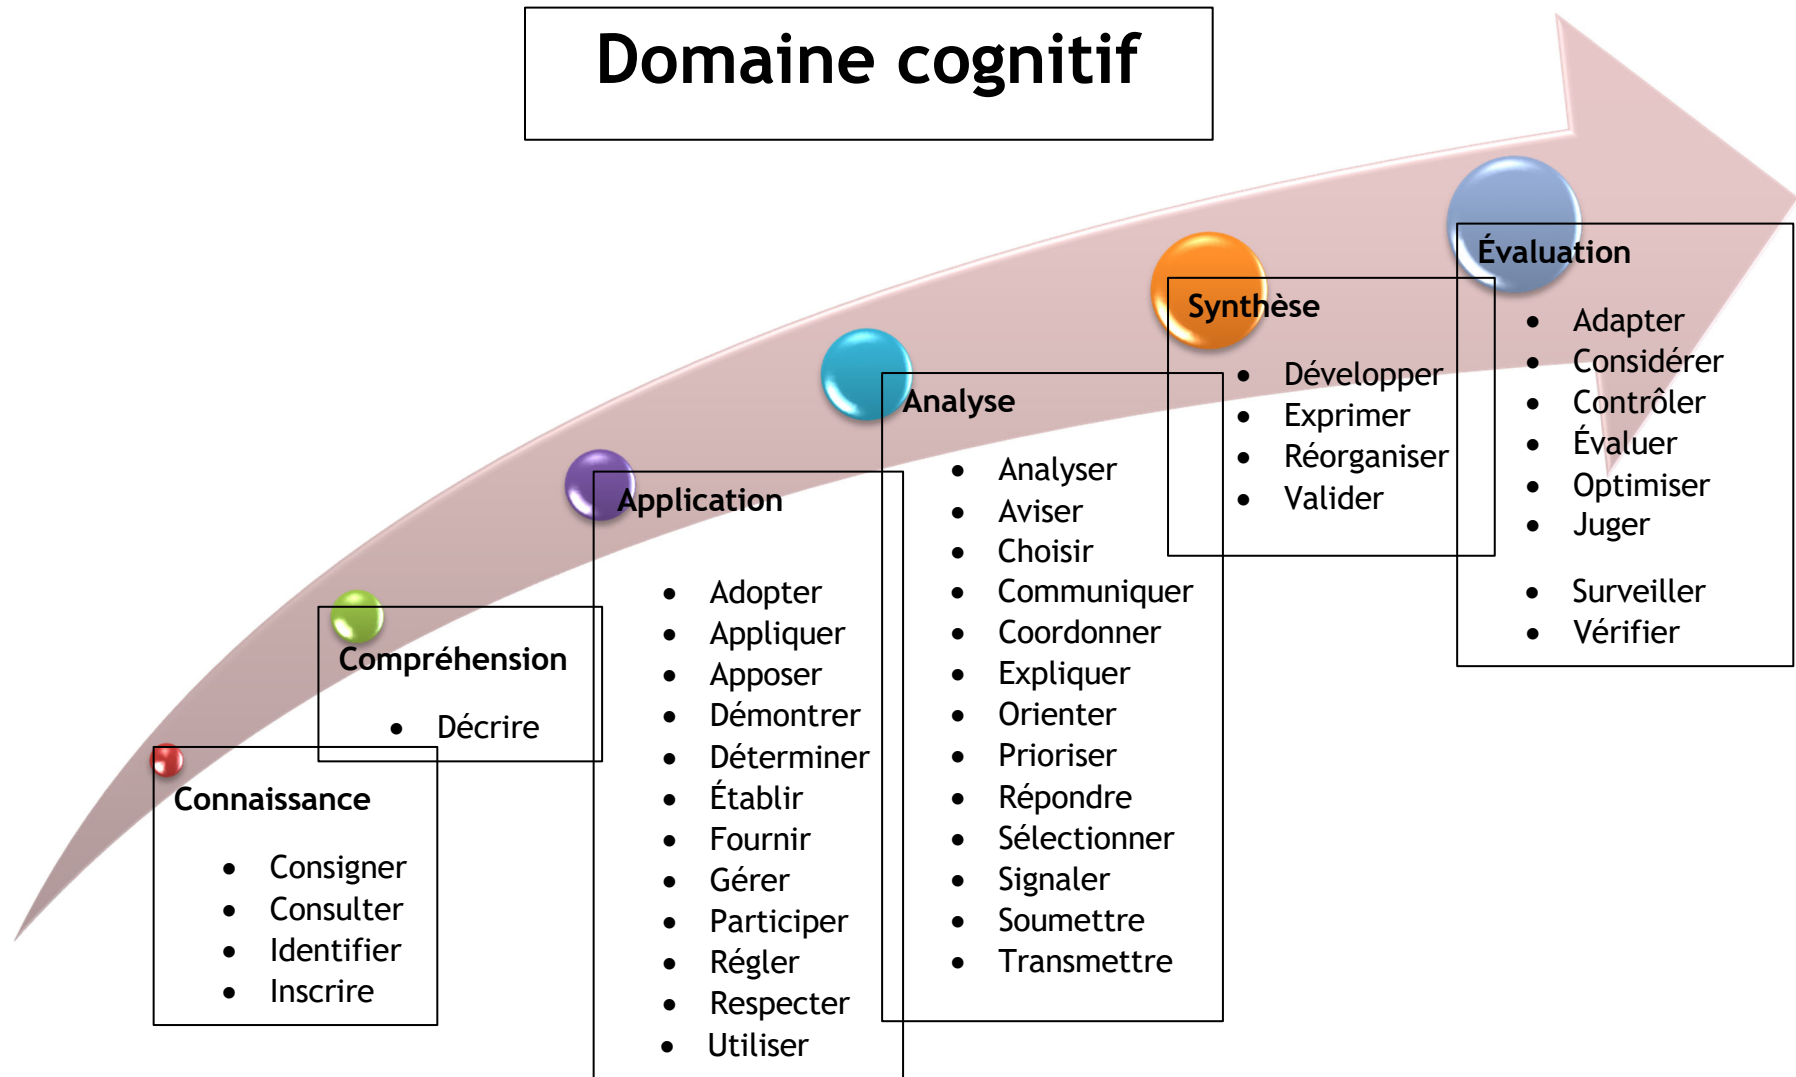 Domaine cognitif
Connaissance
• Consigner
• Consulter
• Identifier
• Inscrire
Compréhension
• Décrire
Application
• Adopter
• Appliquer
• Apposer
• Démontrer
• Déterminer
• Établir
• Fournir
• Gérer
• Participer
• Régler
• Respecter
• Utiliser
Analyse
• Analyser
• Aviser
• Choisir
• Communiquer
• Coordonner
• Expliquer
• Orienter
• Prioriser
• Répondre
• Sélectionner
• Signaler
• Soumettre
• Transmettre
Synthèse
• Développer
• Exprimer
• Réorganiser
• Valider
Évaluation
• Adapter
• Considérer
• Contrôler
• Évaluer
• Optimiser
• Juger
• Surveiller
• Vérifier